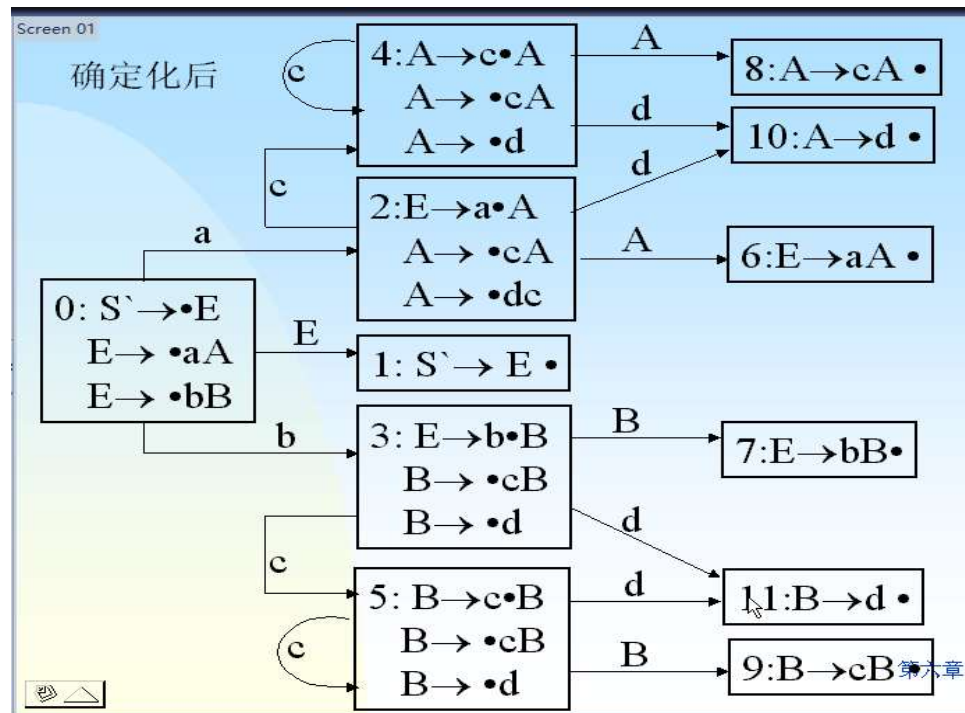 Screen 01
确定化后
c
4:A→c•A
A→ •cA
A→ •d
A
8:A→cA •
d
10:A→d •
c
d
2:E→a•A
A→ •cA
A→ •dc
A
6:E→aA •
a
0: S`→•E
E→ •aA
E→ •bB
E
1: S`→ E •
b
3: E→b•B
B→ •cB
B→ •d
B
7:E→bB•
d
c
5: B→c•B
B→ •cB
B→ •d
d
11:B→d •
c
B
9:B→cB •
第六章